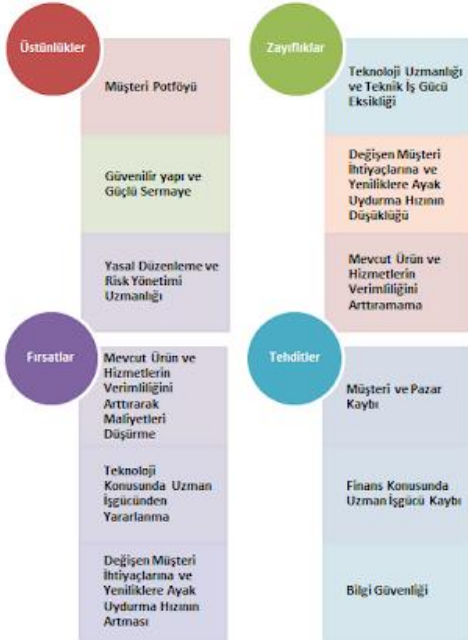 Üstünlükler
Müşteri Potföyü
Güvenilir yapı ve
Güçlü Sermaye
Yasal Düzenleme ve
Risk Yönetimi
Uzmanlığı
Zayıflıklar
Teknoloji Uzmanlığı
ve Teknik İş Gücü
Eksikliği
Değişen Müşteri
İhtiyaçlarına ve
Yeniliklere Ayak
Uydurma Hızının
Düşüklüğü
Mevcut Ürün ve
Hizmetlerin
Verimliliğini
Arttıramama
Fırsatlar
Mevcut Ürün ve
Hizmetlerin
Verimliliğini
Arttırarak
Maliyetleri
Düşürme
Teknoloji
Konusunda Uzman
İşgücünden
Yararlanma
Değişen Müşteri
İhtiyaçlarına ve
Yeniliklere Ayak
Uydurma Hızının
Artması
Tehditler
Müşteri ve Pazar
Kaybı
Finans Konusunda
Uzman İşgücü Kaybı
Bilgi Güvenliği